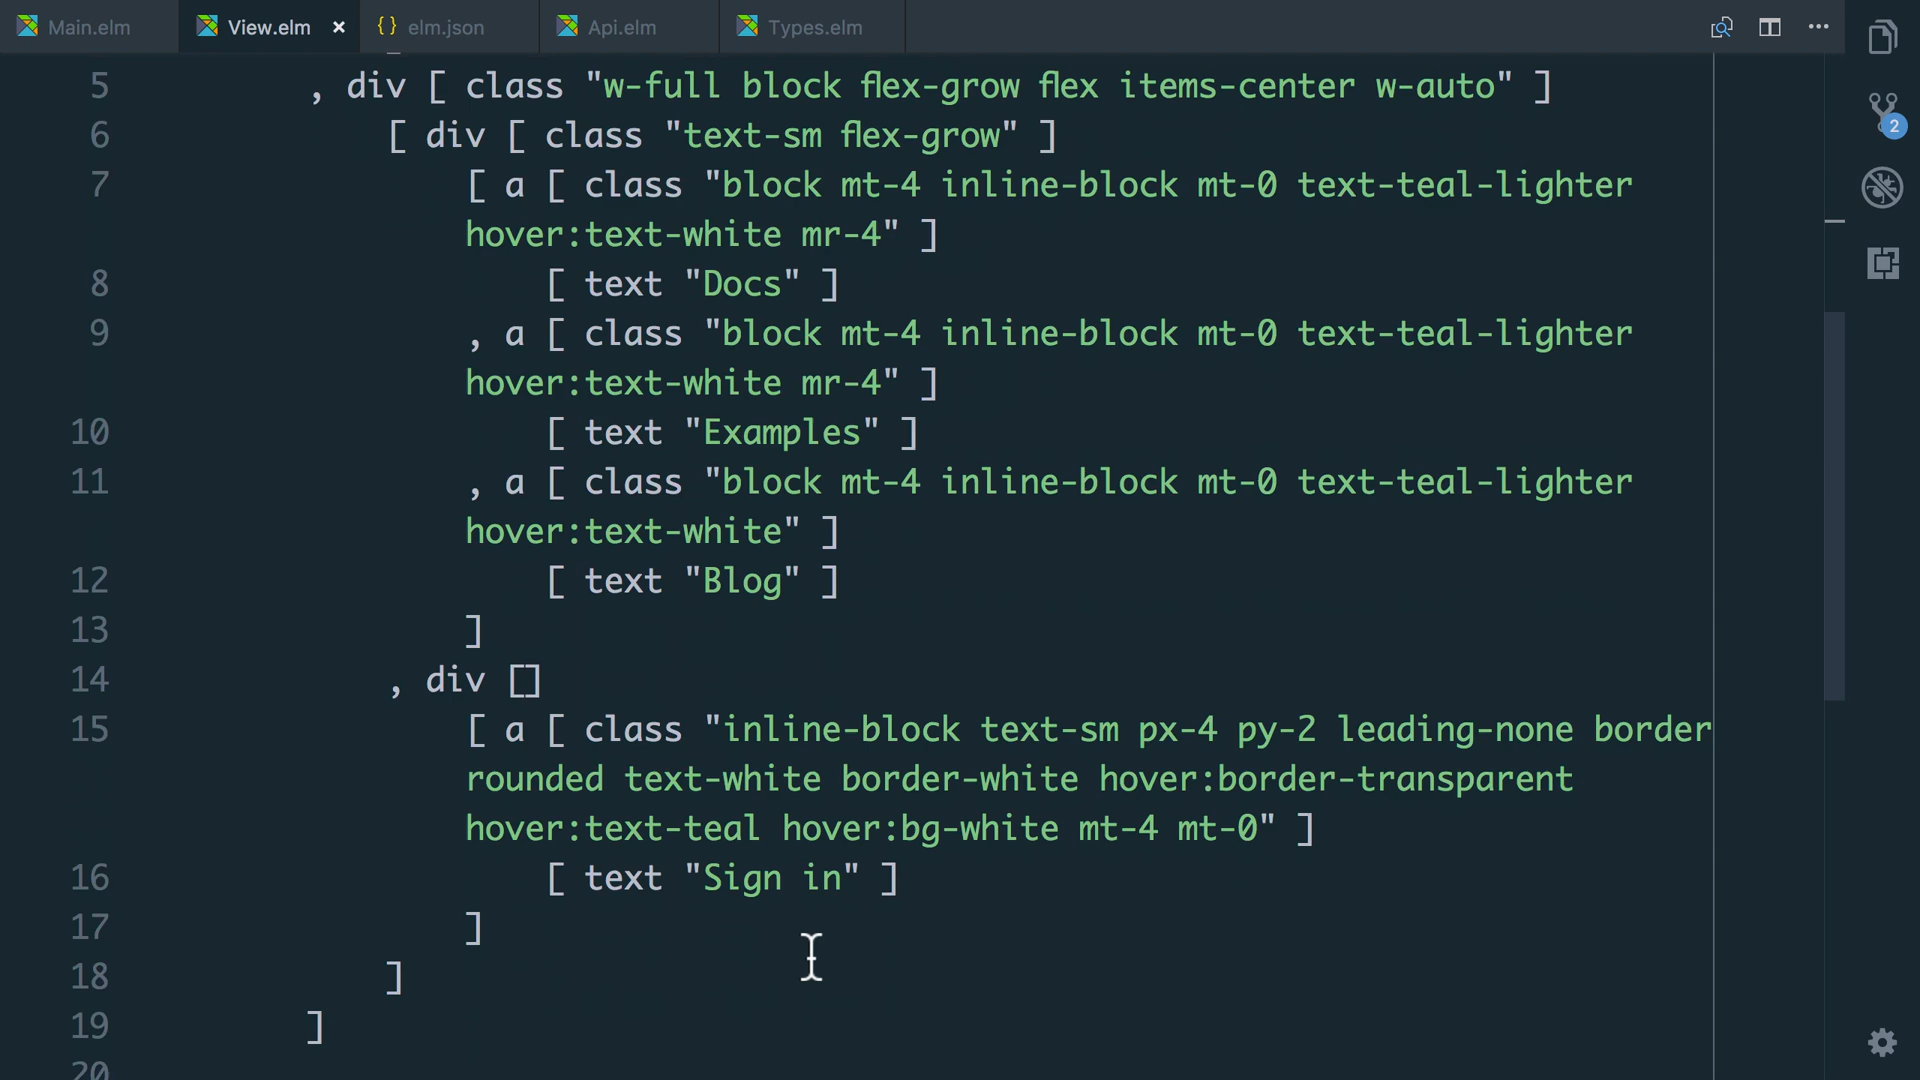 Main.elm View.elm × {} elm.json Api.elm Types.elm
5 , div [ class "w-full block flex-grow flex items-center w-auto" ]
6 [ div [ class "text-sm flex-grow" ]
7 [ a [ class "block mt-4 inline-block mt-0 text-teal-lighter
hover:text-white mr-4" ]
8 [ text "Docs" ]
9 , a [ class "block mt-4 inline-block mt-0 text-teal-lighter
hover:text-white mr-4" ]
10 [ text "Examples" ]
11 , a [ class "block mt-4 inline-block mt-0 text-teal-lighter
hover:text-white" ]
12 [ text "Blog" ]
13 ]
14 , div []
15 [ a [ class "inline-block text-sm px-4 py-2 leading-none border
rounded text-white border-white hover:border-transparent
hover:text-teal hover:bg-white mt-4 mt-0" ]
16 [ text "Sign in" ]
17 ]
18 ]
19 ]
20
2